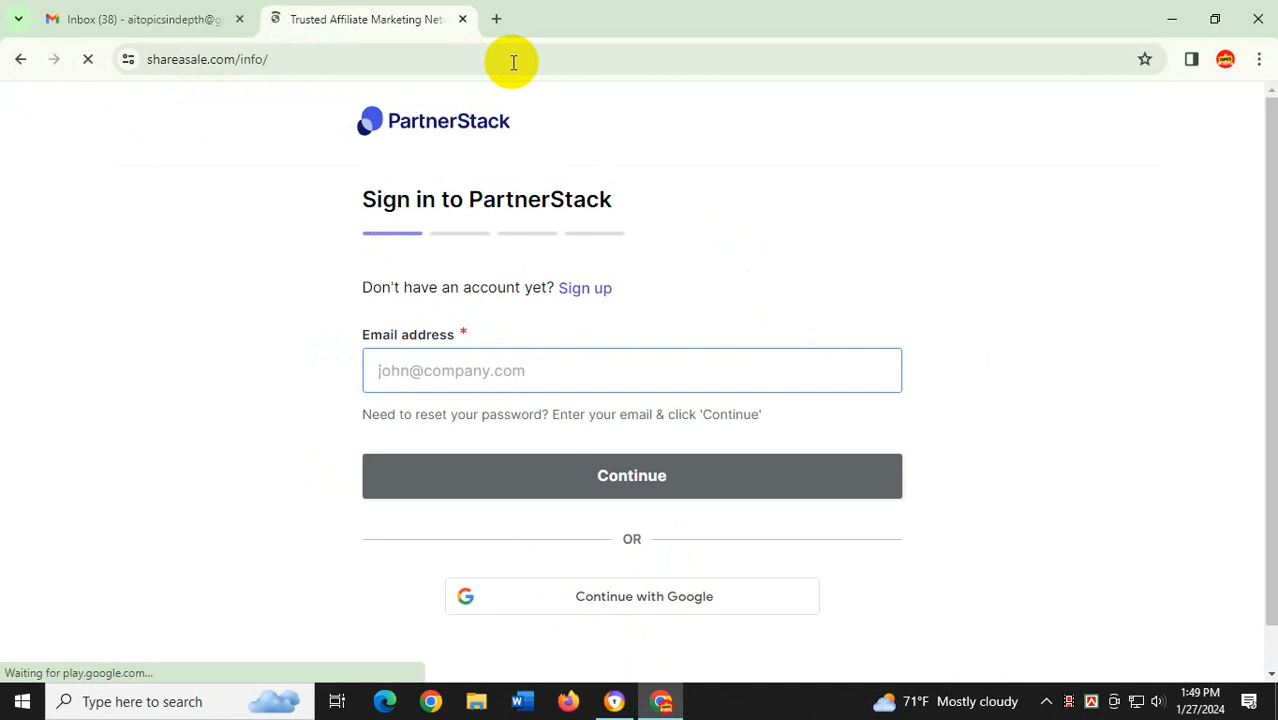 Inbox (38) - aitopicsindepth@g
Trusted Affiliate Marketing Netw
shareasale.com/info/
PartnerStack
Sign in to PartnerStack
Don't have an account yet? Sign up
Email address *
john@company.com
Need to reset your password? Enter your email & click 'Continue'
Continue
OR
Continue with Google
Waiting for play.google.com...
Type here to search
71°F Mostly cloudy
1:49 PM
1/27/2024